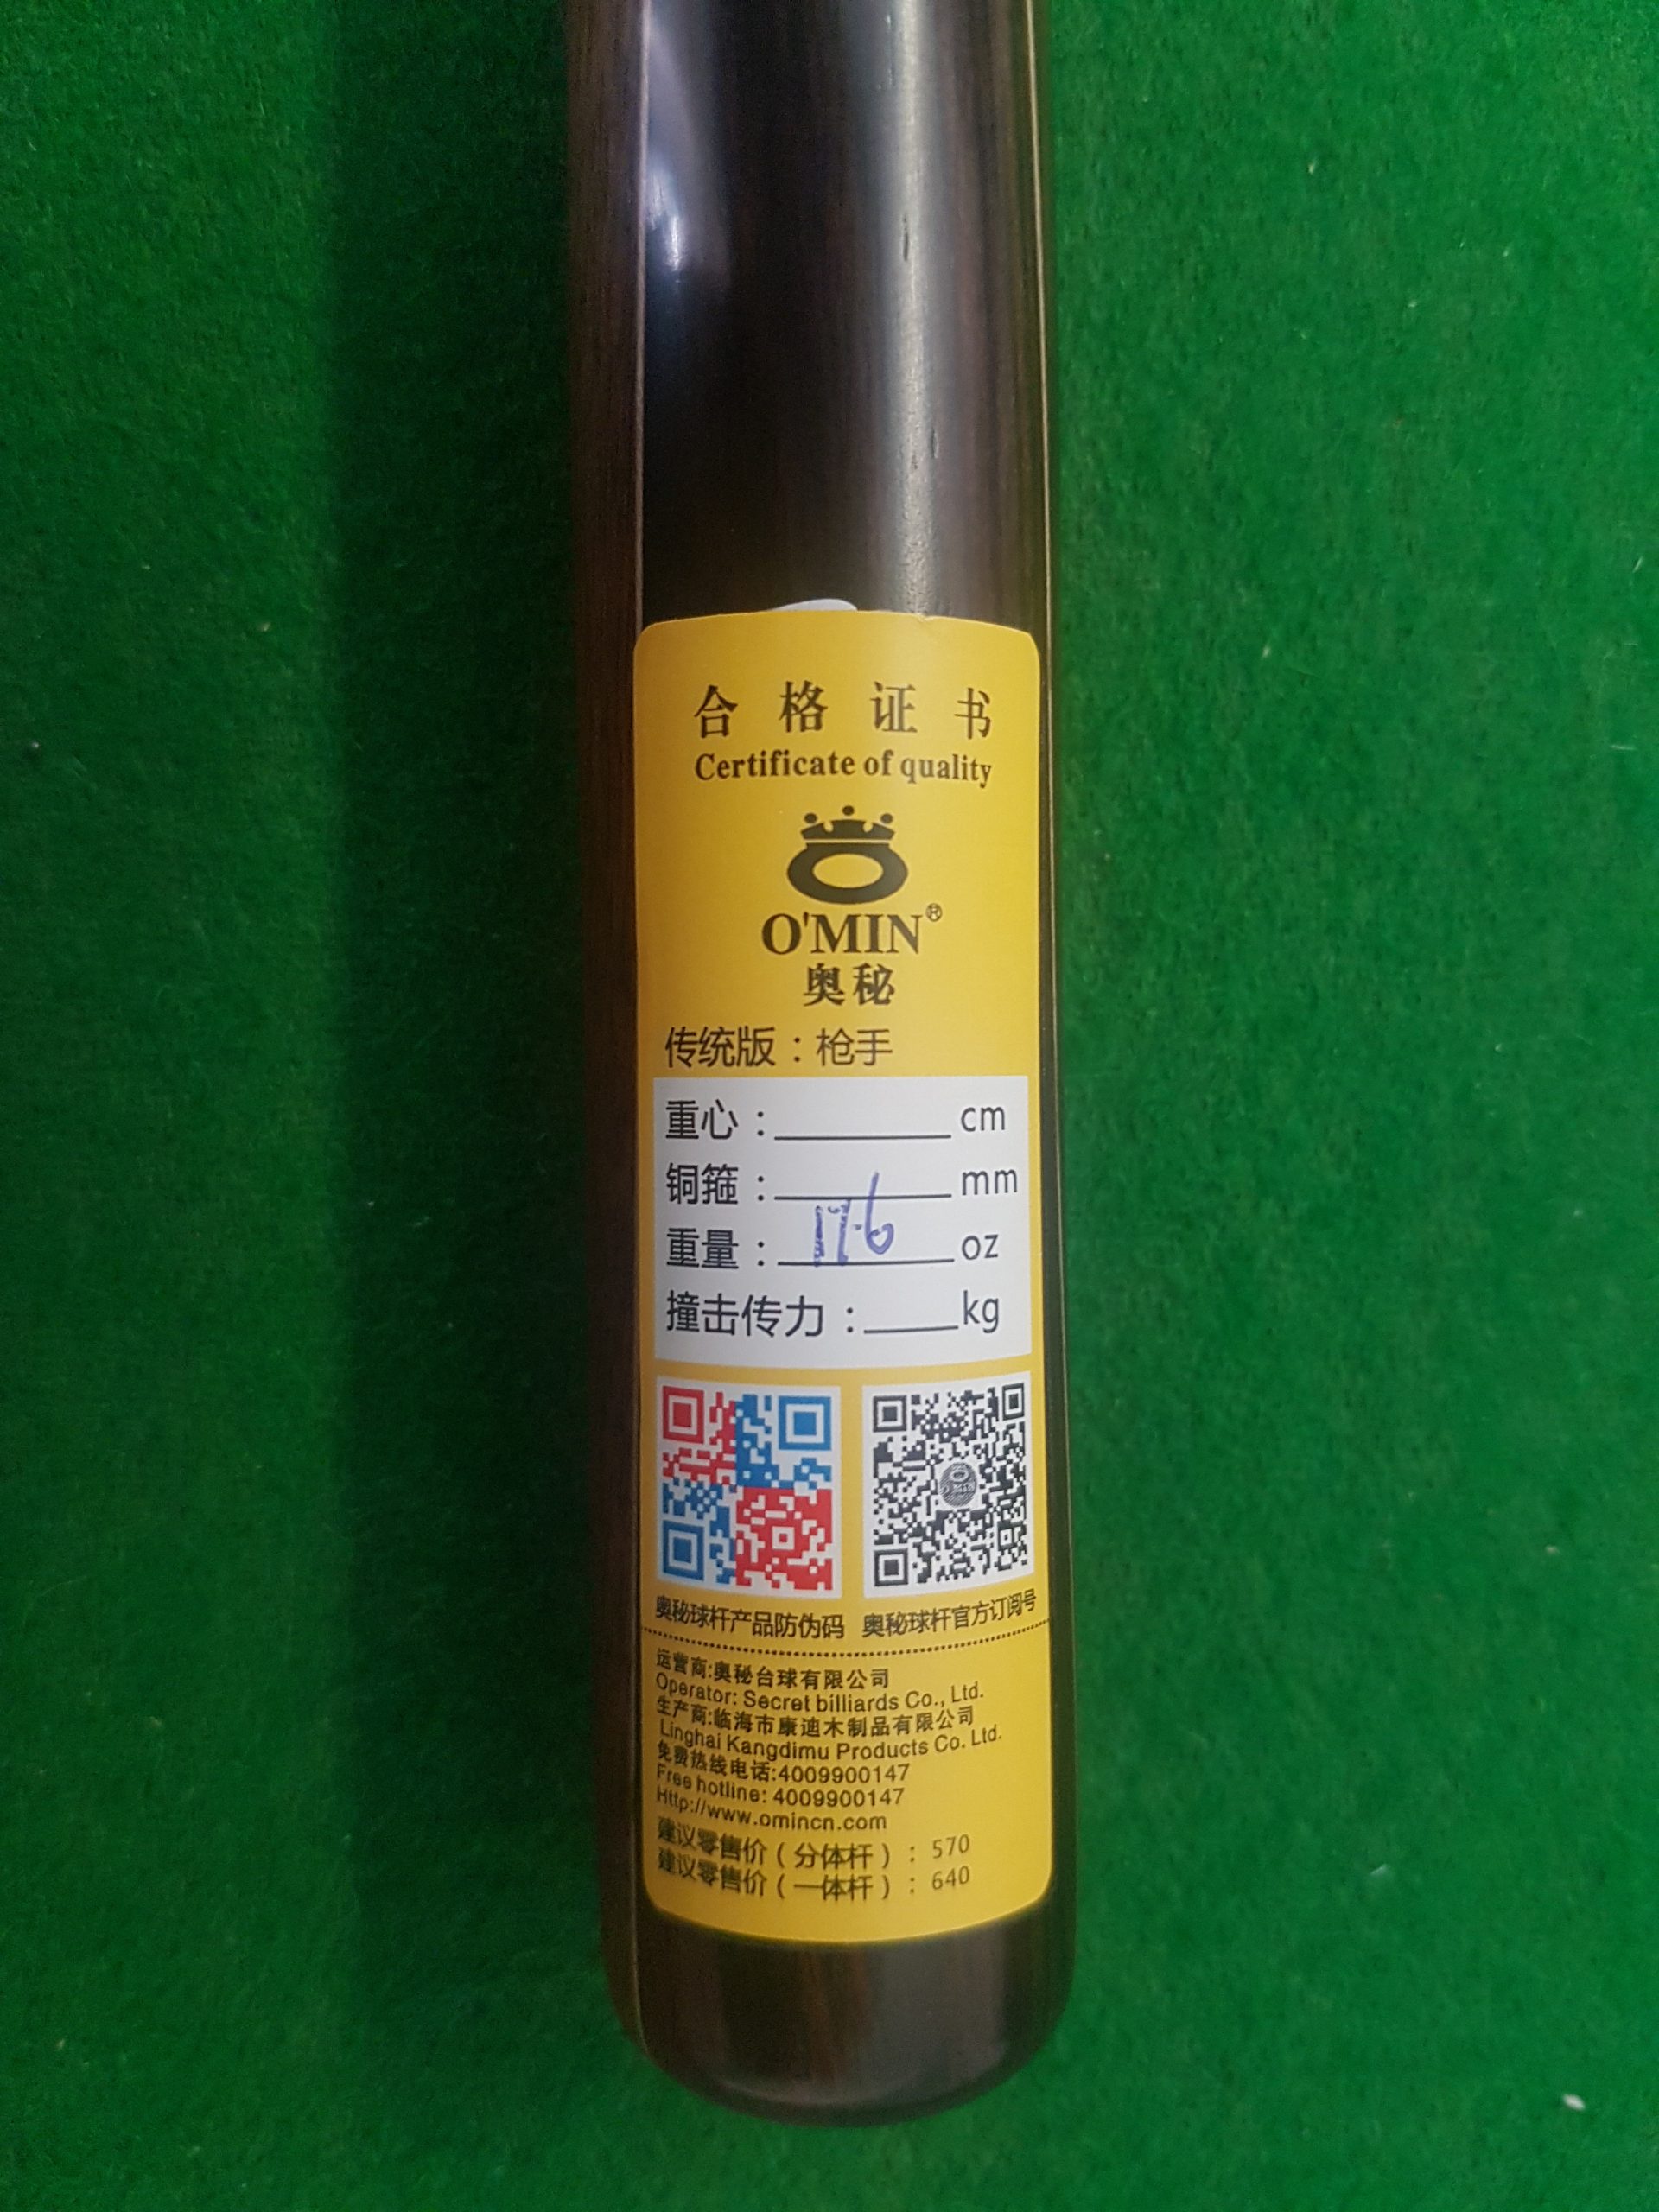 合格证书
Certificate of quality
O'MIN®
奥秘
传统版：枪手
重心：______cm
铜箍：______mm
重量：17.6 oz
撞击传力：___kg
O'MIN
奥秘球杆产品防伪码 奥秘球杆官方订阅号
运营商:奥秘台球有限公司
Operator: Secret billiards Co., Ltd.
生产商:临海市康迪木制品有限公司
Linghai Kangdimu Products Co. Ltd.
免费热线电话:4009900147
Free hotline: 4009900147
Http://www.omincn.com
建议零售价（分体杆）：570
建议零售价（一体杆）：640